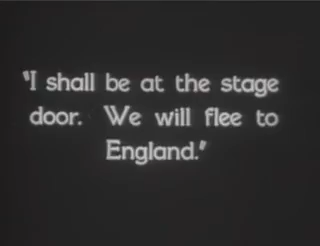 "I shall be at the stage
door. We will flee to
England."